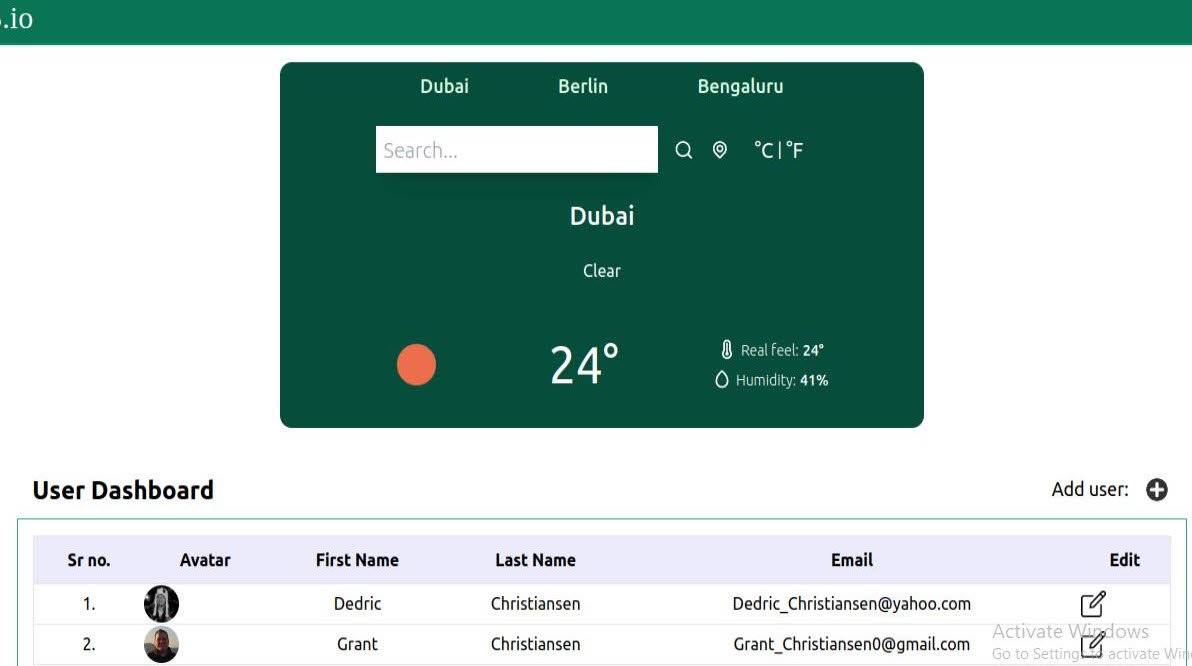 .io
Dubai Berlin Bengaluru
Search...
°C | °F
Dubai
Clear
24°
Real feel: 24°
Humidity: 41%
User Dashboard
Add user:
Sr no. Avatar First Name Last Name Email Edit
1. Dedric Christiansen Dedric_Christiansen@yahoo.com
2. Grant Christiansen Grant_Christiansen0@gmail.com
Activate Windows
Go to Settings to activate Win